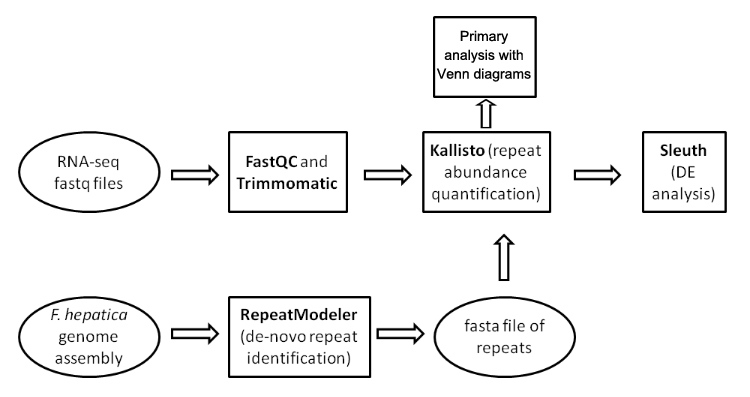 Primary
analysis with
Venn diagrams
RNA-seq
fastq files
FastQC and
Trimmomatic
Kallisto (repeat
abundance
quantification)
Sleuth
(DE
analysis)
F. hepatica
genome
assembly
RepeatModeler
(de-novo repeat
identification)
fasta file of
repeats